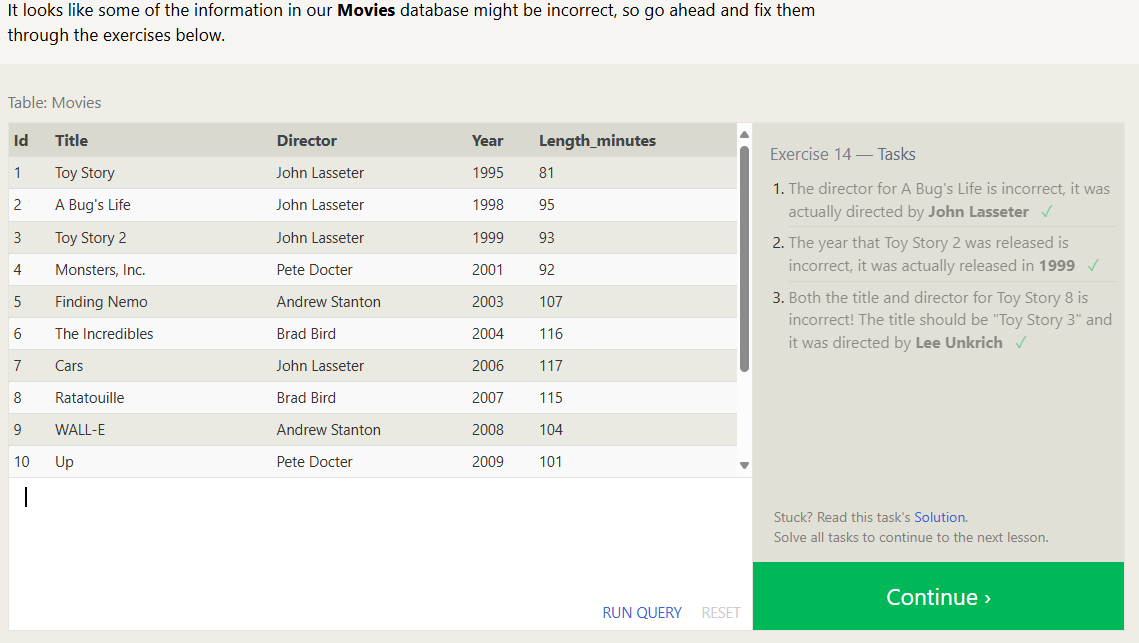 It looks like some of the information in our Movies database might be incorrect, so go ahead and fix them
through the exercises below.
Table: Movies
Id Title Director Year Length_minutes
1 Toy Story John Lasseter 1995 81
2 A Bug's Life John Lasseter 1998 95
3 Toy Story 2 John Lasseter 1999 93
4 Monsters, Inc. Pete Docter 2001 92
5 Finding Nemo Andrew Stanton 2003 107
6 The Incredibles Brad Bird 2004 116
7 Cars John Lasseter 2006 117
8 Ratatouille Brad Bird 2007 115
9 WALL-E Andrew Stanton 2008 104
10 Up Pete Docter 2009 101
RUN QUERY RESET
Exercise 14 — Tasks
1. The director for A Bug's Life is incorrect, it was
actually directed by John Lasseter ✓
2. The year that Toy Story 2 was released is
incorrect, it was actually released in 1999 ✓
3. Both the title and director for Toy Story 8 is
incorrect! The title should be "Toy Story 3" and
it was directed by Lee Unkrich ✓
Stuck? Read this task's Solution.
Solve all tasks to continue to the next lesson.
Continue ›